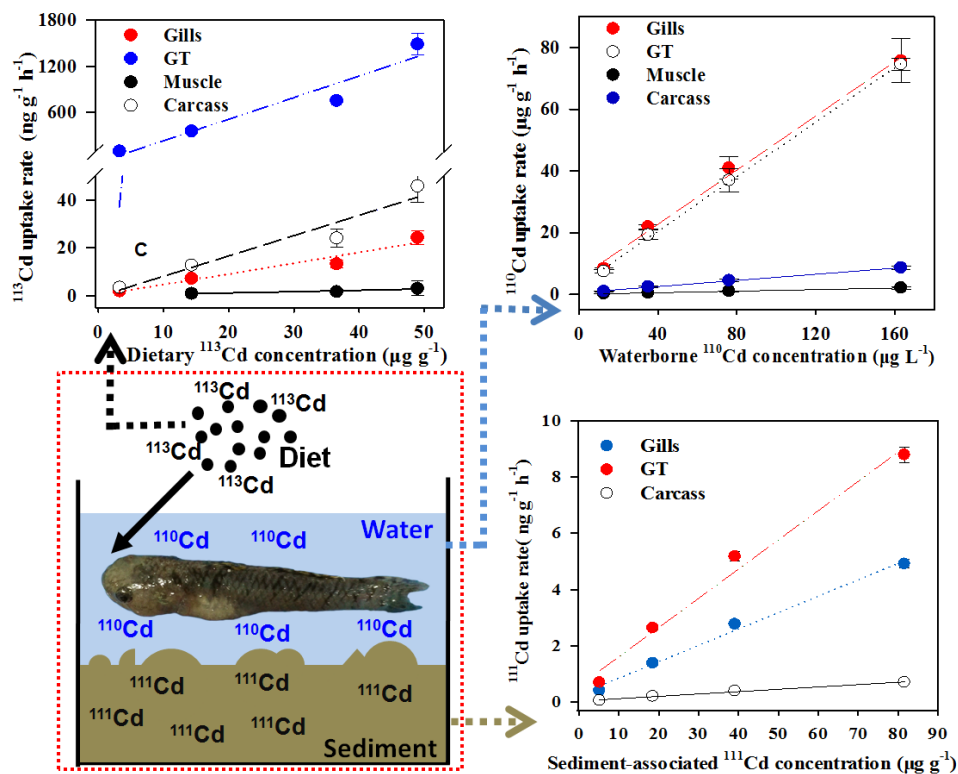 1800
1200
600
40
20
0
¹¹³Cd uptake rate (ng g⁻¹ h⁻¹)
Gills
GT
Muscle
Carcass
C
0 10 20 30 40 50
Dietary ¹¹³Cd concentration (µg g⁻¹)
80
60
40
20
0
¹¹⁰Cd uptake rate (µg g⁻¹ h⁻¹)
Gills
GT
Muscle
Carcass
0 40 80 120 160
Waterborne ¹¹⁰Cd concentration (µg L⁻¹)
¹¹³Cd
¹¹³Cd
¹¹³Cd
¹¹³Cd
Diet
Water
¹¹⁰Cd ¹¹⁰Cd
¹¹⁰Cd ¹¹⁰Cd ¹¹⁰Cd
¹¹¹Cd ¹¹¹Cd
¹¹¹Cd ¹¹¹Cd ¹¹¹Cd
Sediment
10
8
6
4
2
0
¹¹¹Cd uptake rate( ng g⁻¹ h⁻¹)
Gills
GT
Carcass
0 10 20 30 40 50 60 70 80 90
Sediment-associated ¹¹¹Cd concentration (µg g⁻¹)